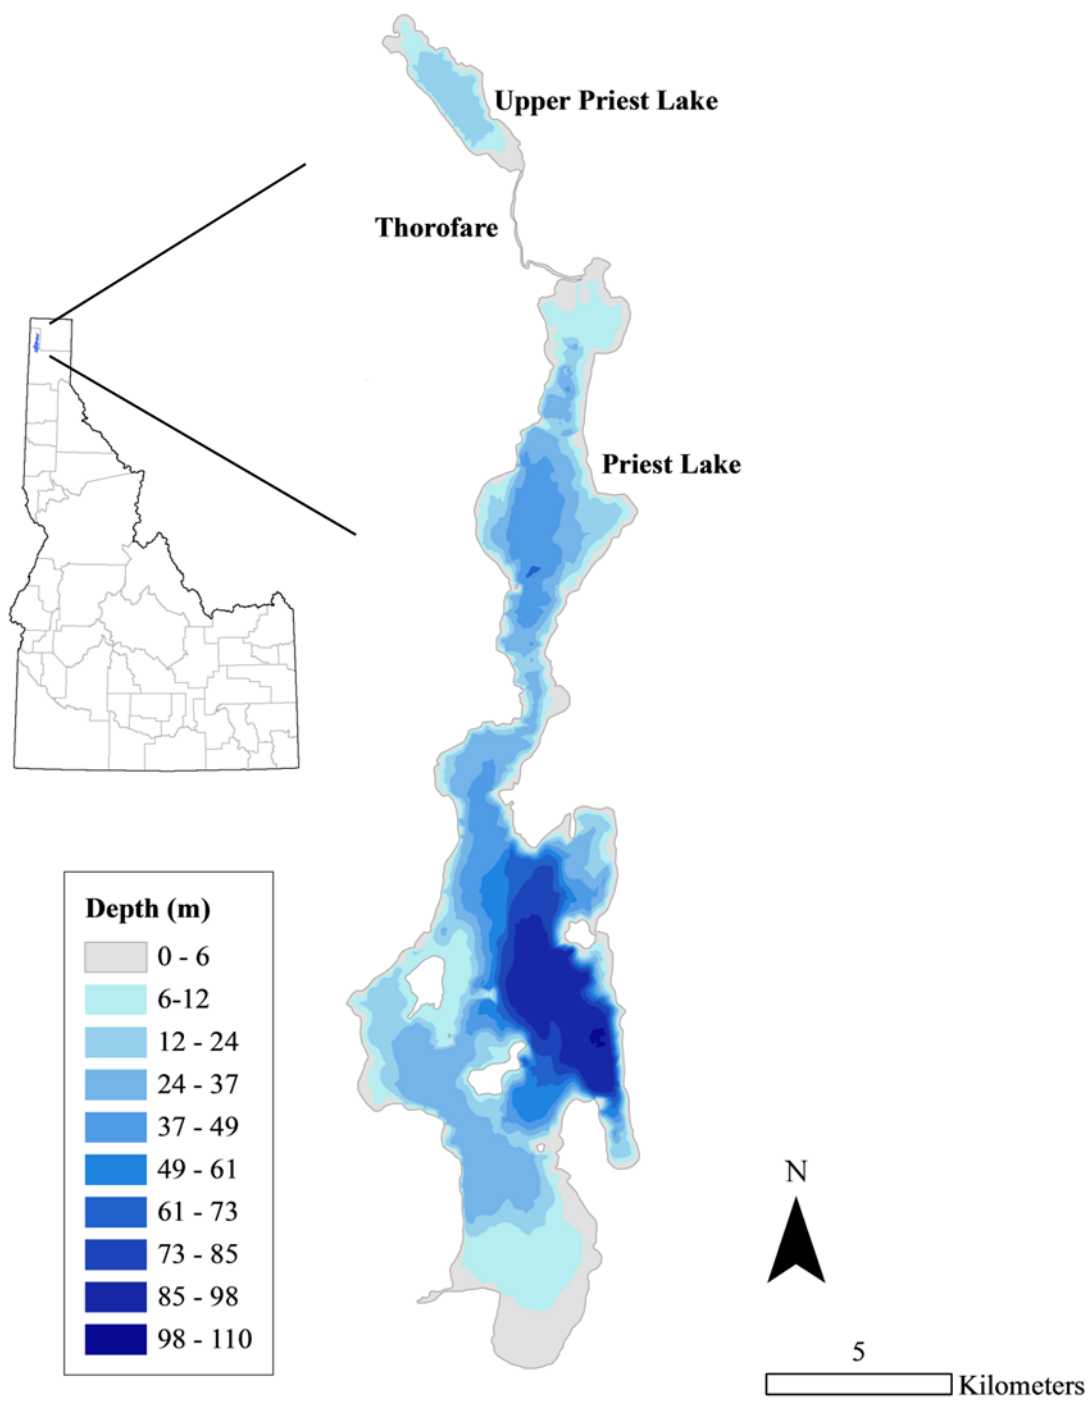 Upper Priest Lake
Thorofare
Priest Lake
Depth (m)
0 - 6
6-12
12 - 24
24 - 37
37 - 49
49 - 61
61 - 73
73 - 85
85 - 98
98 - 110
N
5
Kilometers